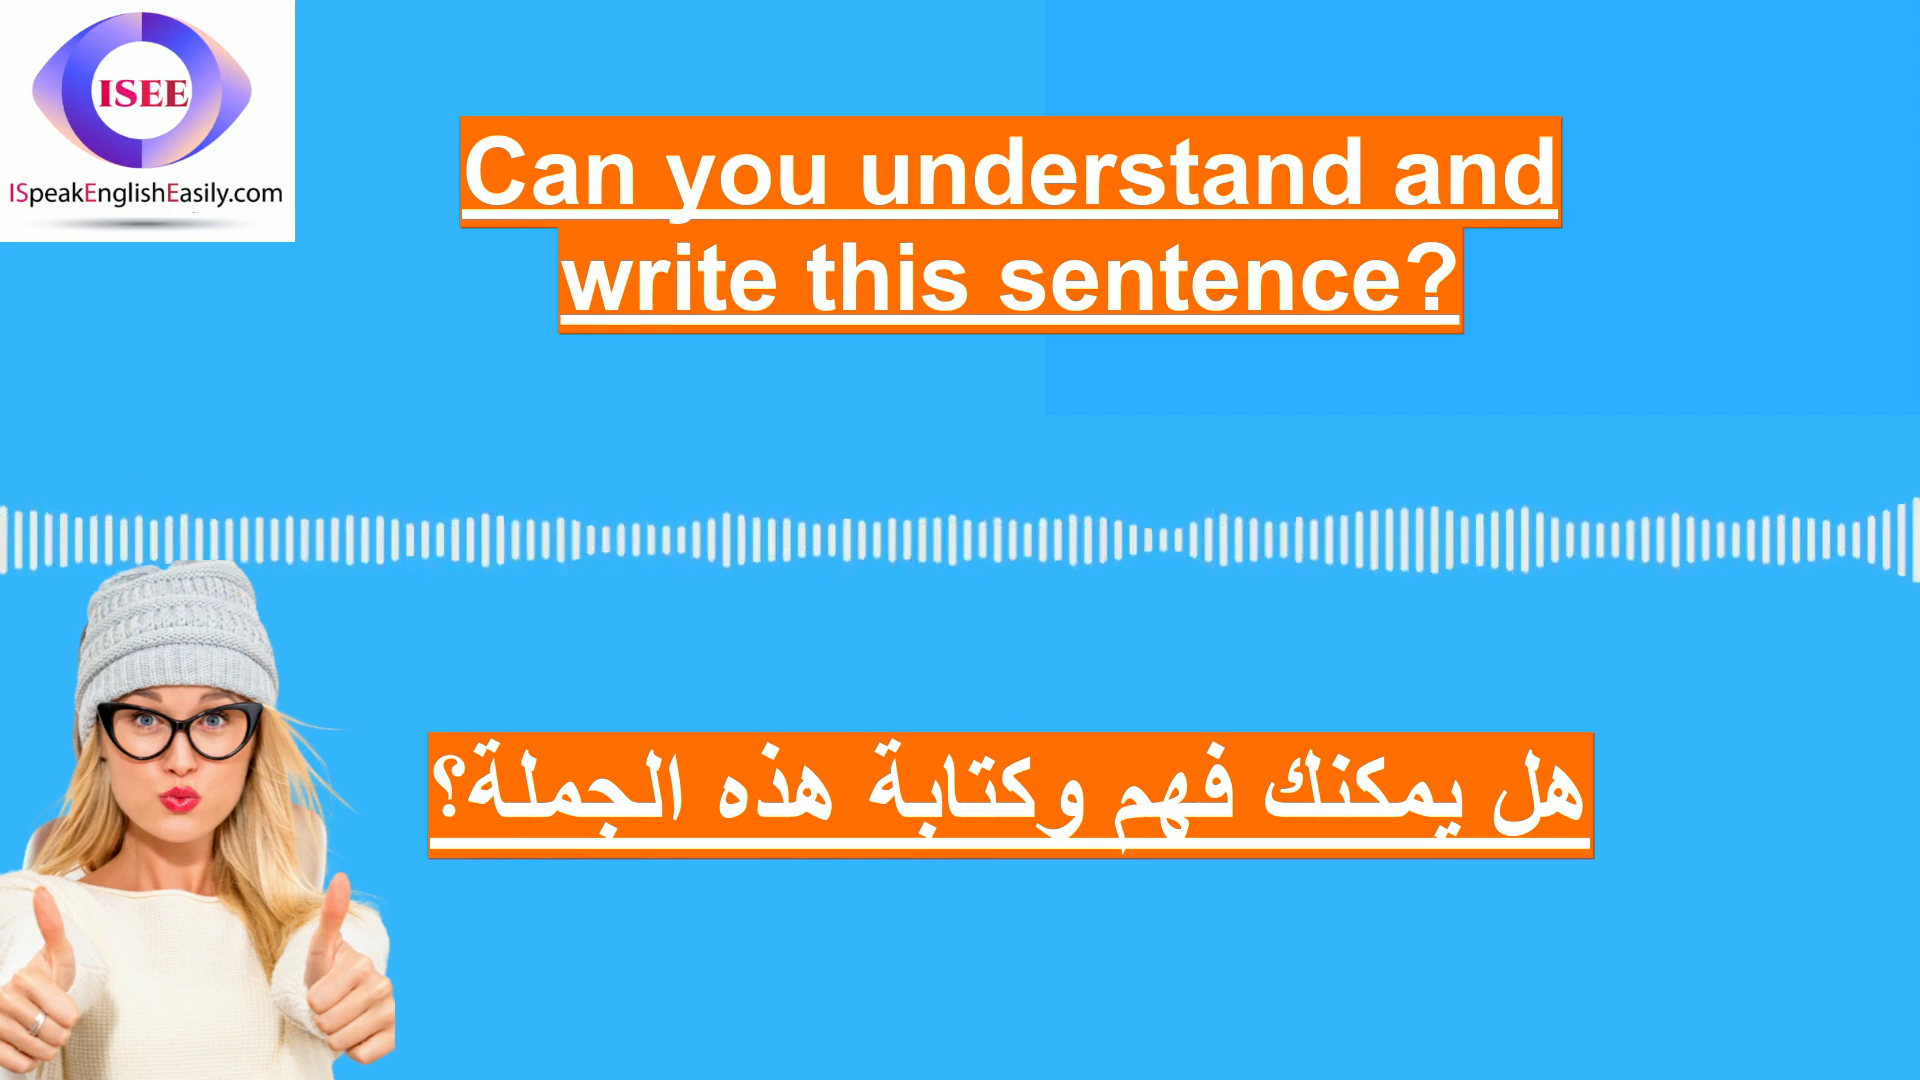 ISEE
ISpeakEnglishEasily.com
Can you understand and
write this sentence?
هل يمكنك فهم وكتابة هذه الجملة؟